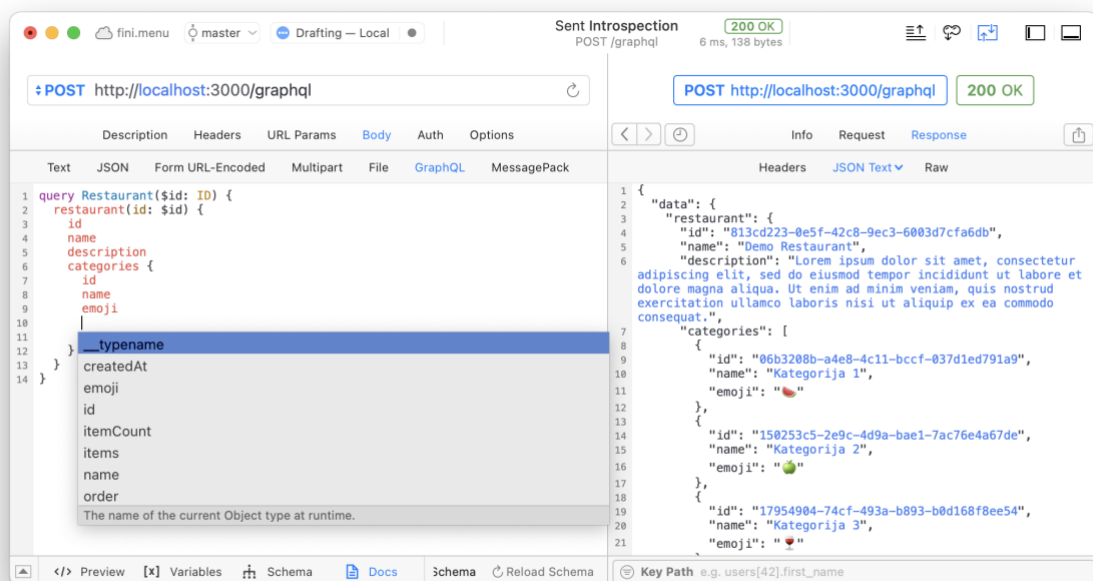 fini.menu
master
Drafting — Local
Sent Introspection
POST /graphql
200 OK
6 ms, 138 bytes
POST http://localhost:3000/graphql
Description Headers URL Params Body Auth Options
Text JSON Form URL-Encoded Multipart File GraphQL MessagePack
1 query Restaurant($id: ID) {
2 restaurant(id: $id) {
3 id
4 name
5 description
6 categories {
7 id
8 name
9 emoji
10
11
12 }
13 }
14 }
__typename
createdAt
emoji
id
itemCount
items
name
order
The name of the current Object type at runtime.
</> Preview [x] Variables Schema Docs Schema Reload Schema
POST http://localhost:3000/graphql 200 OK
Info Request Response
Headers JSON Text Raw
1 {
2 "data": {
3 "restaurant": {
4 "id": "813cd223-0e5f-42c8-9ec3-6003d7cfa6db",
5 "name": "Demo Restaurant",
6 "description": "Lorem ipsum dolor sit amet, consectetur
adipiscing elit, sed do eiusmod tempor incididunt ut labore et
dolore magna aliqua. Ut enim ad minim veniam, quis nostrud
exercitation ullamco laboris nisi ut aliquip ex ea commodo
consequat.",
7 "categories": [
8 {
9 "id": "06b3208b-a4e8-4c11-bccf-037d1ed791a9",
10 "name": "Kategorija 1",
11 "emoji": "🍉"
12 },
13 {
14 "id": "150253c5-2e9c-4d9a-bae1-7ac76e4a67de",
15 "name": "Kategorija 2",
16 "emoji": "🍏"
17 },
18 {
19 "id": "17954904-74cf-493a-b893-b0d168f8ee54",
20 "name": "Kategorija 3",
21 "emoji": "🍷"
Key Path e.g. users[42].first_name